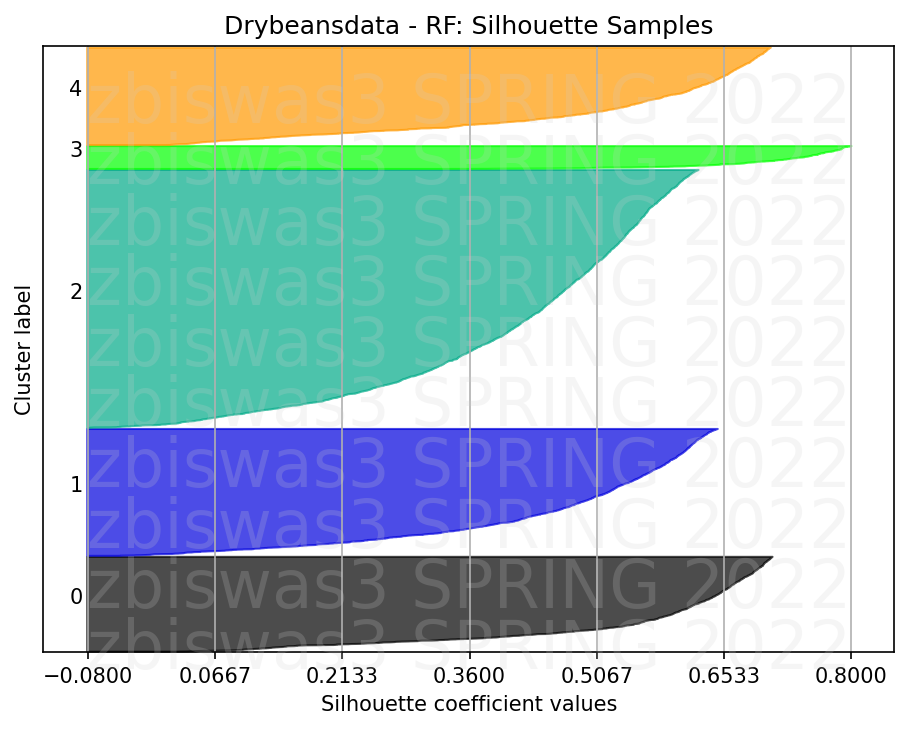 Drybeansdata - RF: Silhouette Samples
zbiswas3 SPRING 2022
4
zbiswas3 SPRING 2022
3
zbiswas3 SPRING 2022
zbiswas3 SPRING 2022
2
zbiswas3 SPRING 2022
zbiswas3 SPRING 2022
Cluster label
zbiswas3 SPRING 2022
1
zbiswas3 SPRING 2022
zbiswas3 SPRING 2022
0
zbiswas3 SPRING 2022
−0.0800 0.0667 0.2133 0.3600 0.5067 0.6533 0.8000
Silhouette coefficient values